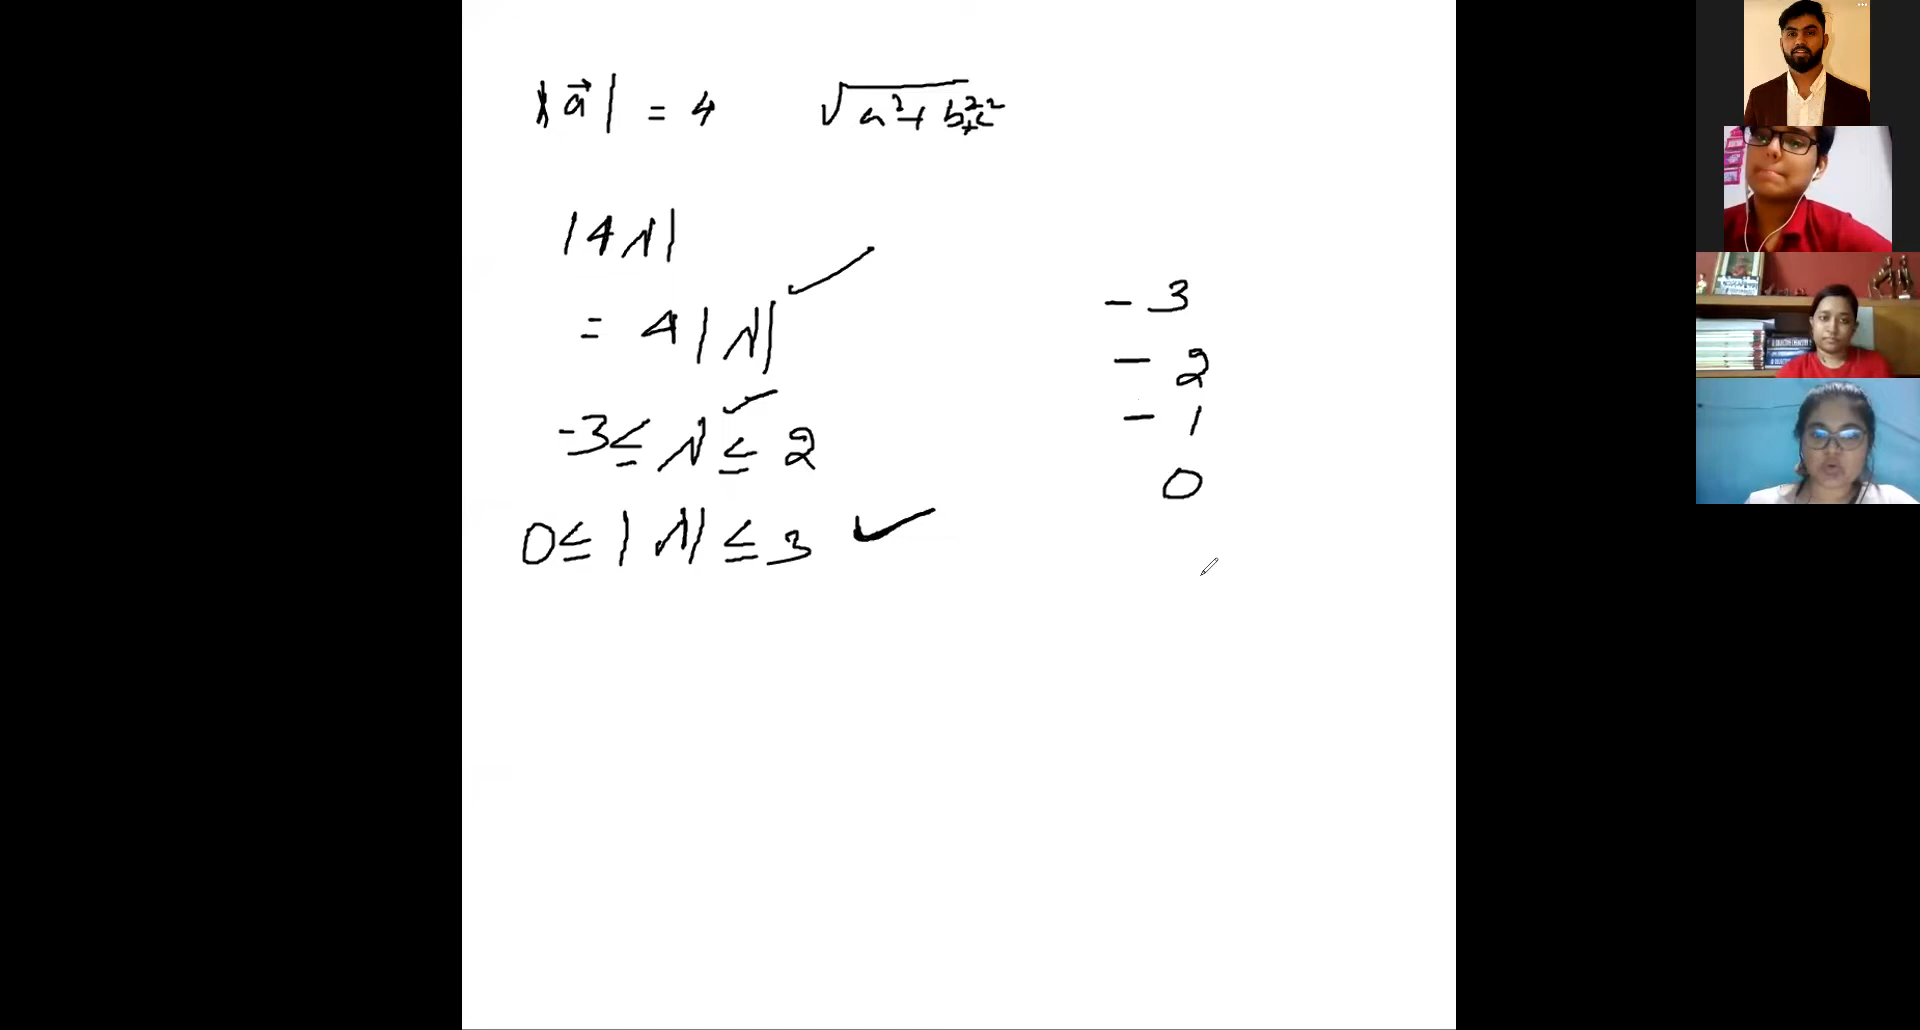 |a⃗| = 4 √a²+b²+c²
|4λ|
= 4|λ|
-3 ≤ λ ≤ 2
0 ≤ |λ| ≤ 3
- 3
- 2
- 1
0